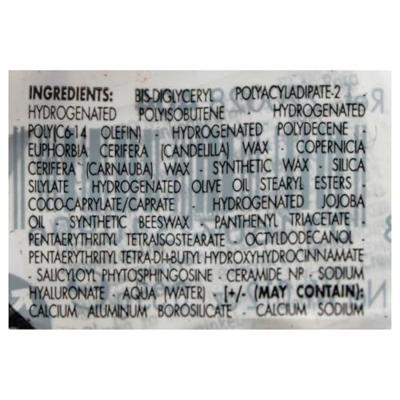 INGREDIENTS: BIS-DIGLYCERYL POLYACYLADIPATE-2 -
HYDROGENATED POLYISOBUTENE - HYDROGENATED
POLY(C6-14 OLEFIN) - HYDROGENATED POLYDECENE -
EUPHORBIA CERIFERA (CANDELILLA) WAX - COPERNICIA
CERIFERA (CARNAUBA) WAX - SYNTHETIC WAX - SILICA
SILYLATE - HYDROGENATED OLIVE OIL STEARYL ESTERS -
COCO-CAPRYLATE/CAPRATE - HYDROGENATED JOJOBA
OIL - SYNTHETIC BEESWAX - PANTHENYL TRIACETATE -
PENTAERYTHRITYL TETRAISOSTEARATE - OCTYLDODECANOL -
PENTAERYTHRITYL TETRA-DI-t-BUTYL HYDROXYHYDROCINNAMATE
- SALICYLOYL PHYTOSPHINGOSINE - CERAMIDE NP - SODIUM
HYALURONATE - AQUA (WATER) - [+/- (MAY CONTAIN):
CALCIUM ALUMINUM BOROSILICATE - CALCIUM SODIUM